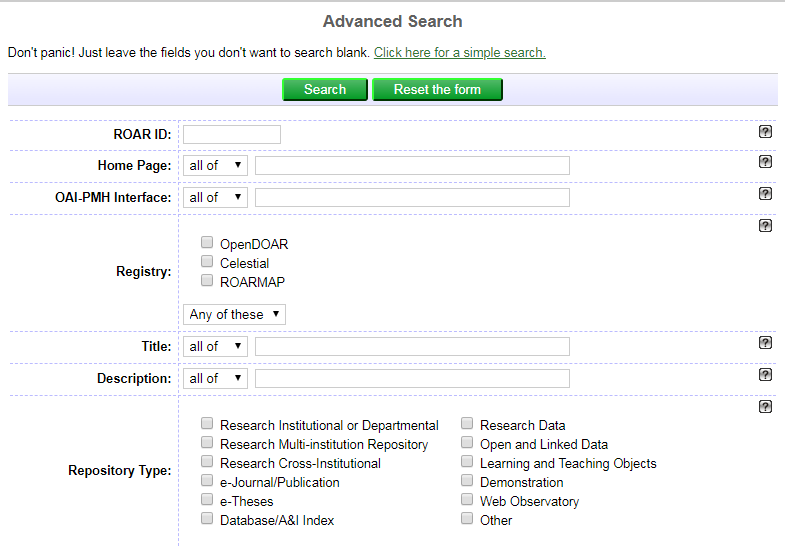 Advanced Search
Don't panic! Just leave the fields you don't want to search blank. Click here for a simple search.
Search Reset the form
ROAR ID: ?
Home Page: all of ?
OAI-PMH Interface: all of ?
?
OpenDOAR
Celestial
Registry:
ROARMAP
Any of these
Title: all of ?
Description: all of ?
?
Research Institutional or Departmental Research Data
Research Multi-institution Repository Open and Linked Data
Research Cross-Institutional Learning and Teaching Objects
Repository Type:
e-Journal/Publication Demonstration
e-Theses Web Observatory
Database/A&I Index Other